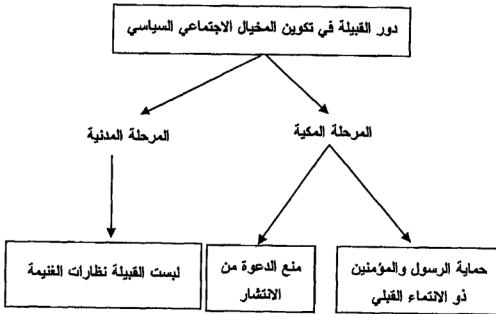 دور القبيلة في تكوين المخيال الاجتماعي السياسي
المرحلة المكية
المرحلة المدنية
حماية الرسول والمؤمنين
ذو الانتماء القبلي
منع الدعوة من
الانتشار
لبست القبيلة نظارات الغنيمة